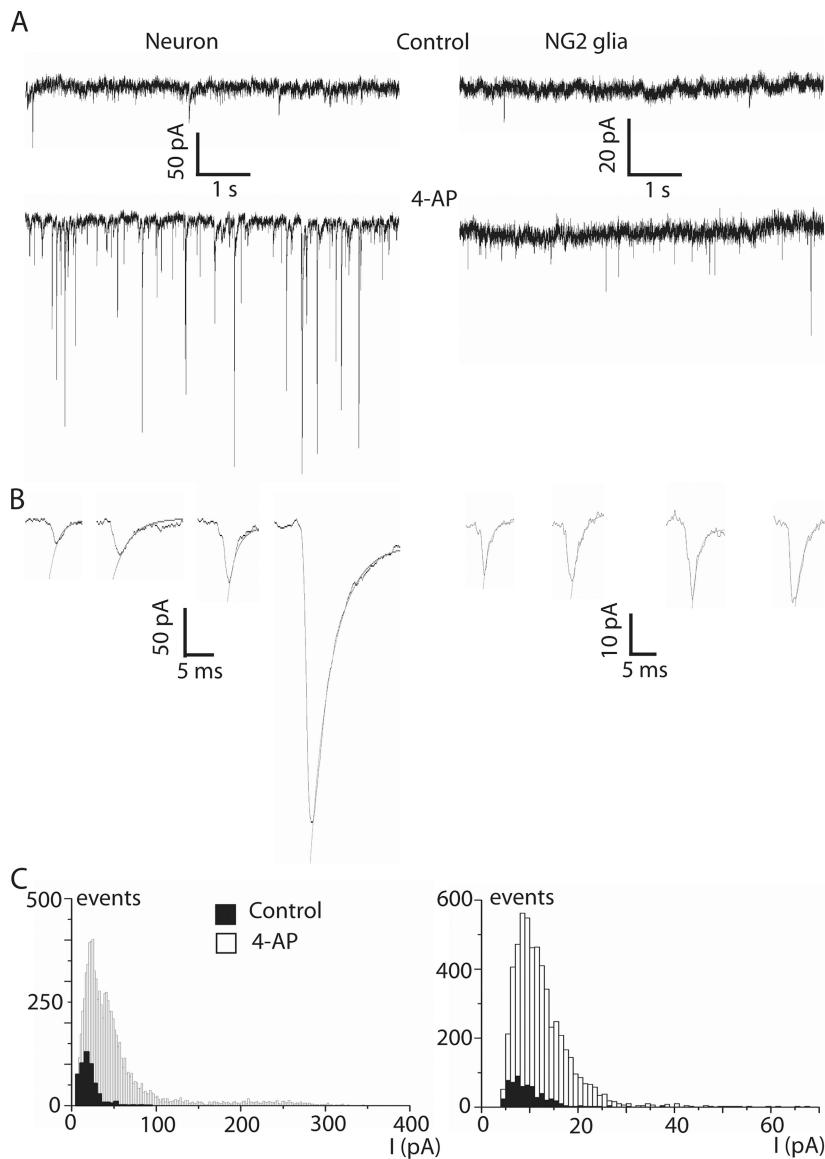 A
Neuron Control NG2 glia
50 pA
1 s
20 pA
1 s
4-AP
B
50 pA
5 ms
10 pA
5 ms
C
500
events
Control
4-AP
250
0
0 100 200 300 400
I (pA)
600
events
400
200
0
0 20 40 60
I (pA)